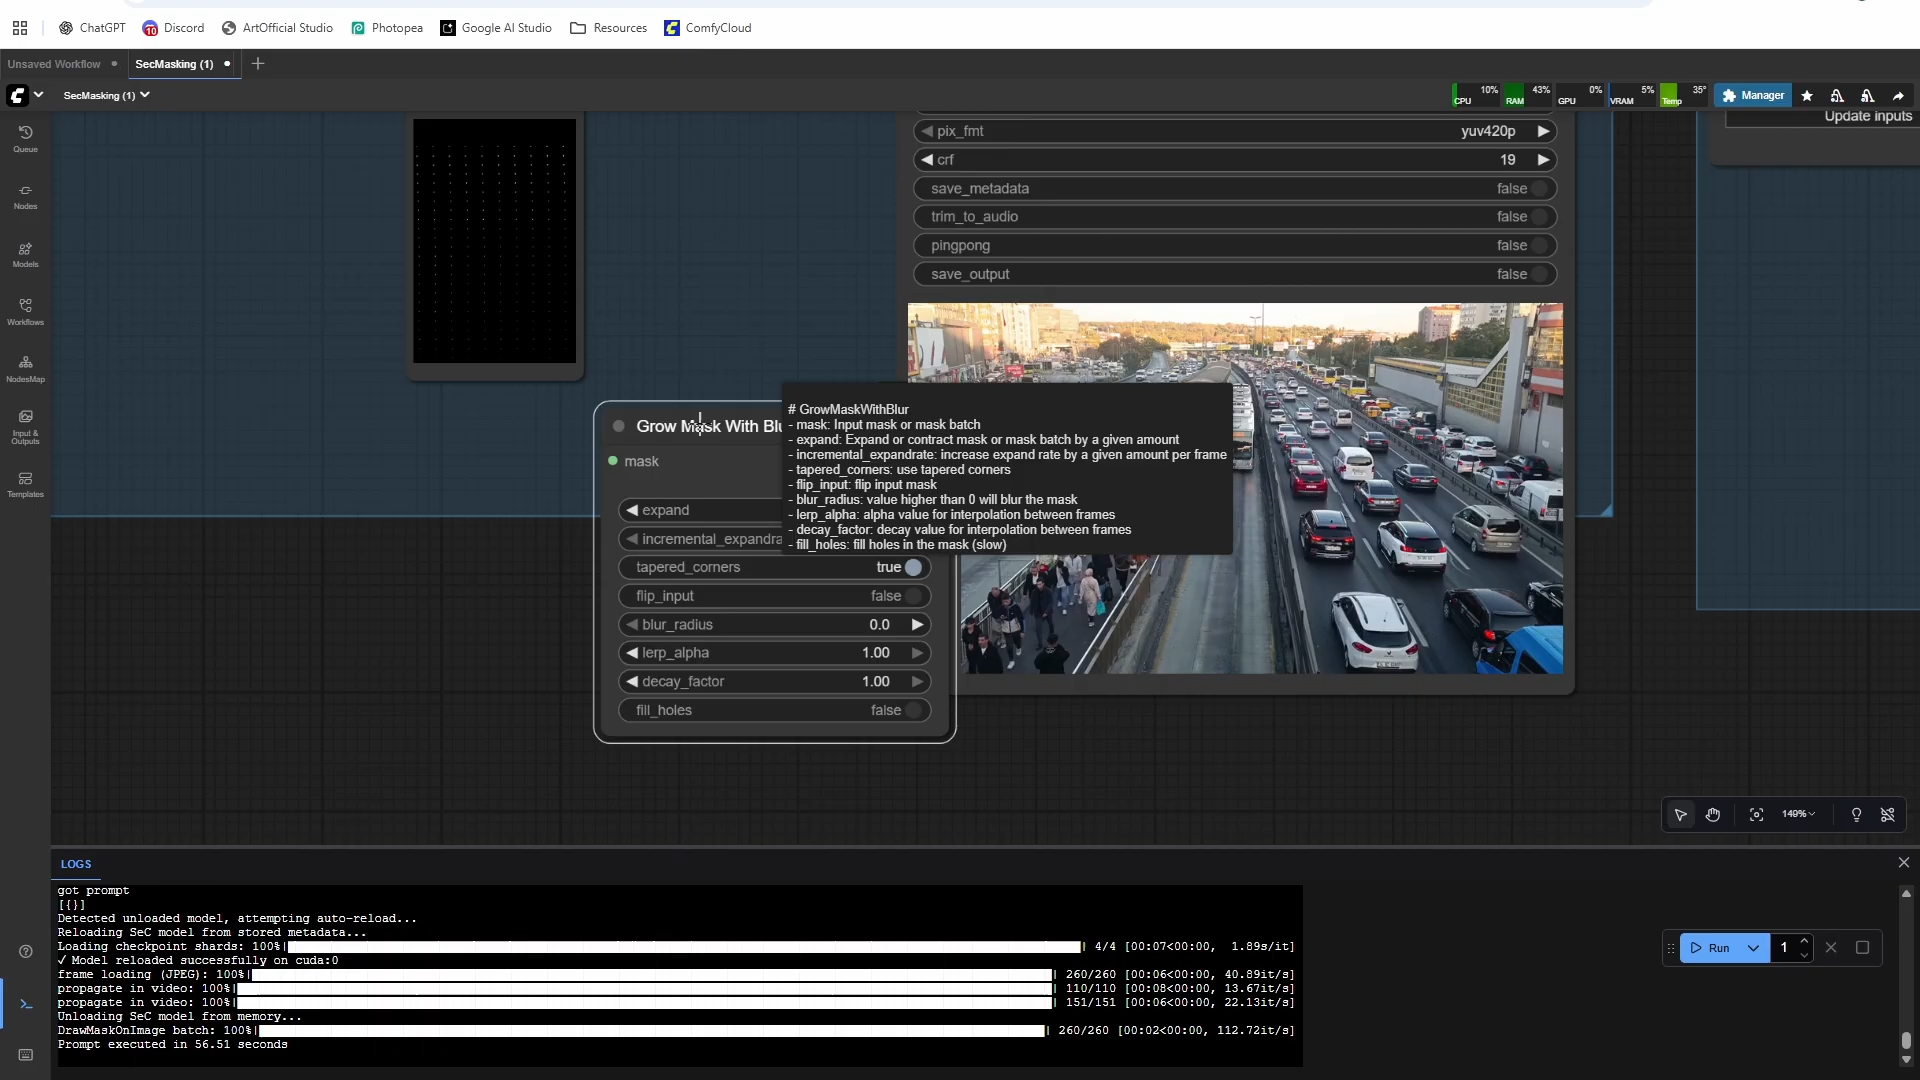 ChatGPT
10
Discord
ArtOfficial Studio
Photopea
Google AI Studio
Resources
ComfyCloud
Unsaved Workflow
SecMasking (1)
SecMasking (1)
CPU 10%
RAM 43%
GPU 0%
VRAM 5%
Temp 35°
Manager
Update inputs
Queue
Nodes
Models
Workflows
NodesMap
Input & Outputs
Templates
pix_fmt yuv420p
crf 19
save_metadata false
trim_to_audio false
pingpong false
save_output false
Grow Mask With Blu
mask
expand
incremental_expandra
tapered_corners true
flip_input false
blur_radius 0.0
lerp_alpha 1.00
decay_factor 1.00
fill_holes false
# GrowMaskWithBlur
- mask: Input mask or mask batch
- expand: Expand or contract mask or mask batch by a given amount
- incremental_expandrate: increase expand rate by a given amount per frame
- tapered_corners: use tapered corners
- flip_input: flip input mask
- blur_radius: value higher than 0 will blur the mask
- lerp_alpha: alpha value for interpolation between frames
- decay_factor: decay value for interpolation between frames
- fill_holes: fill holes in the mask (slow)
149%
LOGS
got prompt
[{}]
Detected unloaded model, attempting auto-reload...
Reloading SeC model from stored metadata...
Loading checkpoint shards: 100%| | 4/4 [00:07<00:00, 1.89s/it]
✓ Model reloaded successfully on cuda:0
frame loading (JPEG): 100%| | 260/260 [00:06<00:00, 40.89it/s]
propagate in video: 100%| | 110/110 [00:08<00:00, 13.67it/s]
propagate in video: 100%| | 151/151 [00:06<00:00, 22.13it/s]
Unloading SeC model from memory...
DrawMaskOnImage batch: 100%| | 260/260 [00:02<00:00, 112.72it/s]
Prompt executed in 56.51 seconds
Run
1